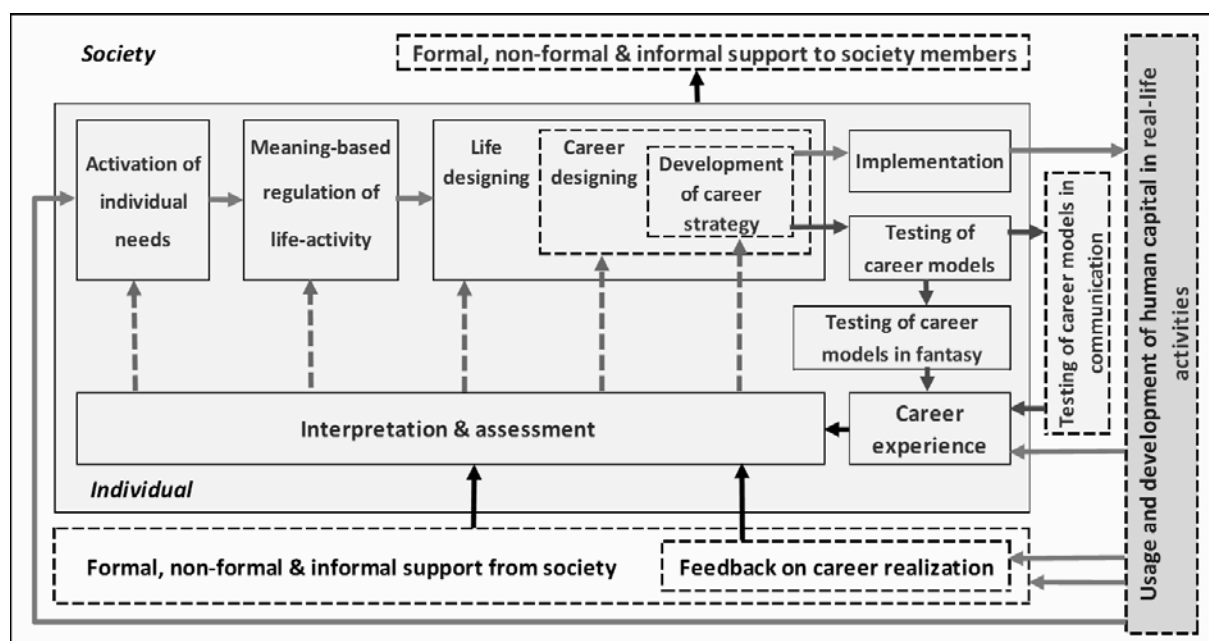 Society
Formal, non-formal & informal support to society members
Activation of
individual
needs
Meaning-based
regulation of
life-activity
Life
designing
Career
designing
Development
of career
strategy
Implementation
Testing of
career models
Testing of career
models in fantasy
Career
experience
Testing of career models in
communication
Usage and development of human capital in real-life
activities
Interpretation & assessment
Individual
Formal, non-formal & informal support from society
Feedback on career realization